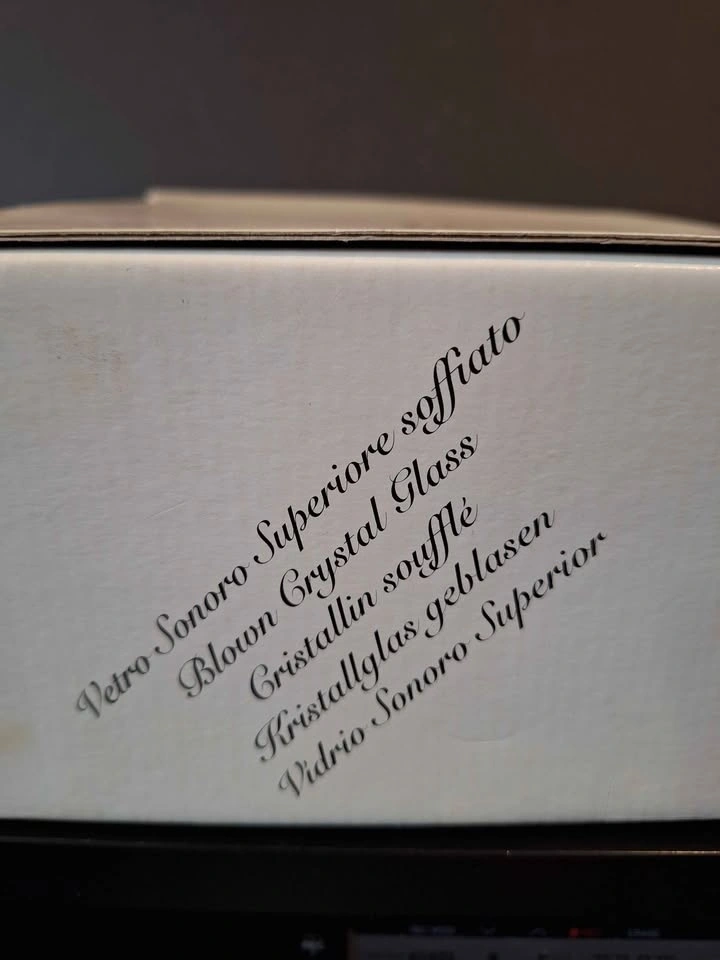 Vetro Sonoro Superiore soffiato
Blown Crystal Glass
Cristallin soufflé
Kristallglas geblasen
Vidrio Sonoro Superior